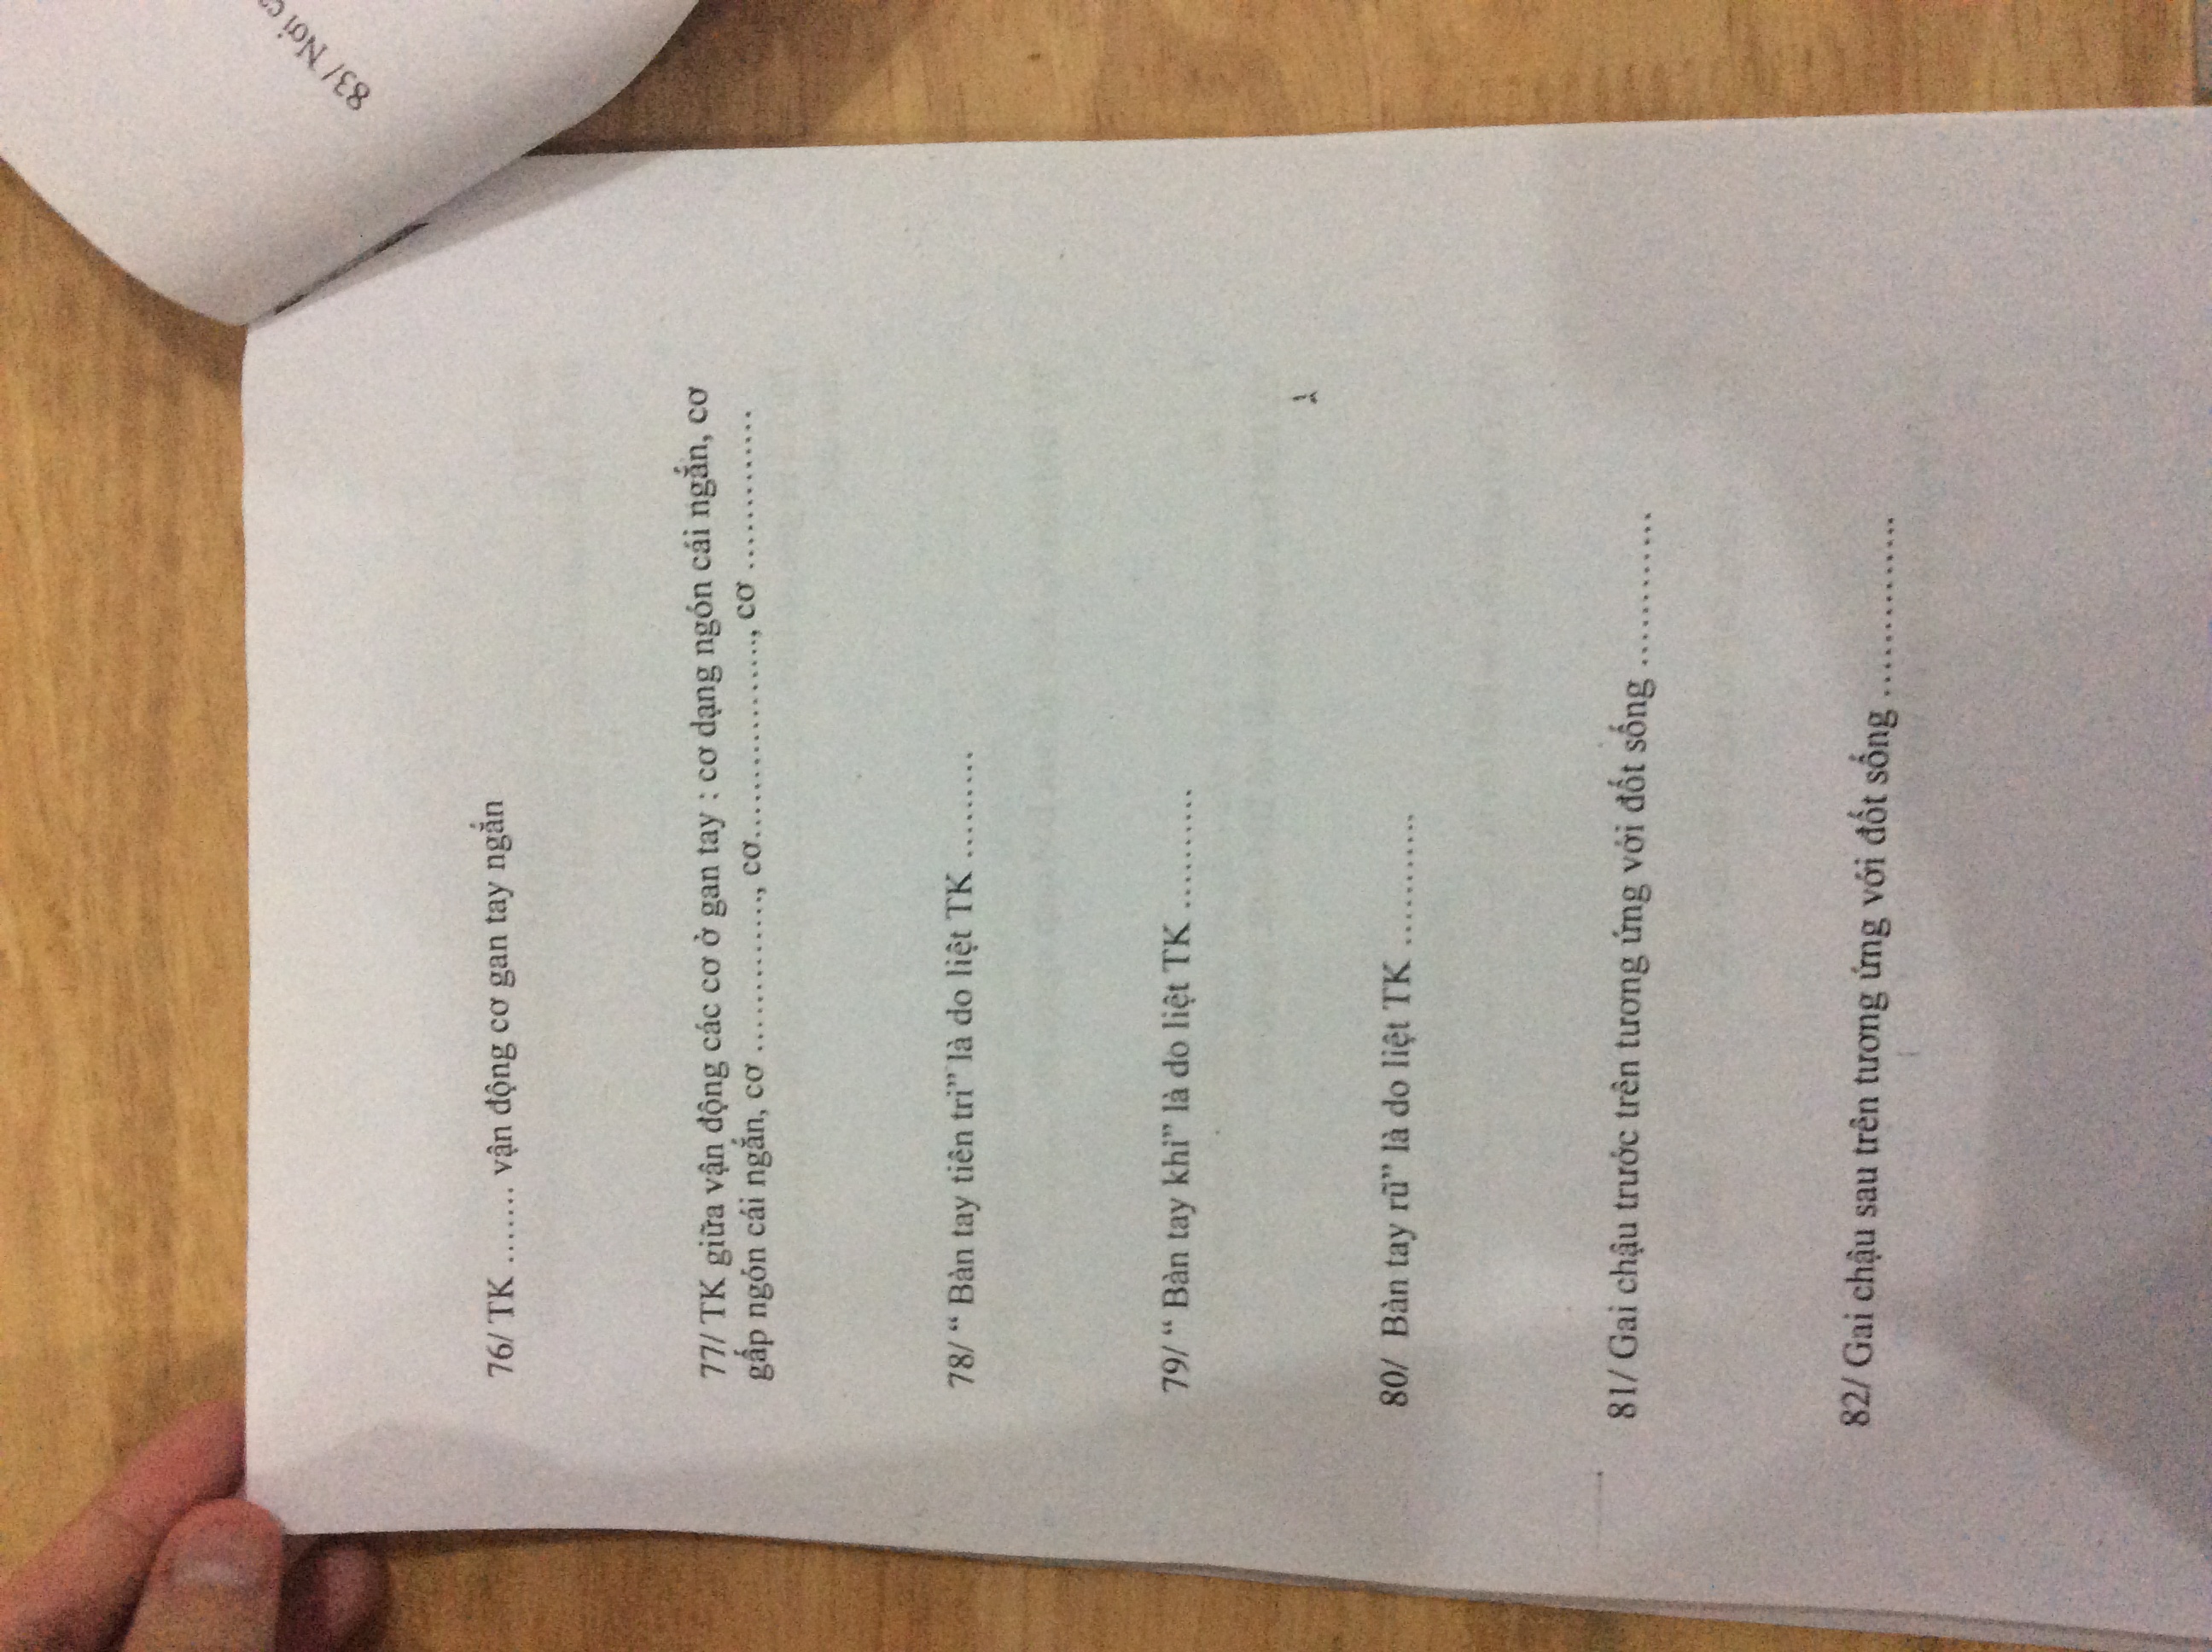 83/ Nơi
76/ TK ....... vận động cơ gan tay ngắn
77/ TK giữa vận động các cơ ở gan tay : cơ dạng ngón cái ngắn, cơ
gấp ngón cái ngắn, cơ ............., cơ................., cơ .............
78/ “ Bàn tay tiên tri” là do liệt TK .........
79/ “ Bàn tay khỉ” là do liệt TK ..........
80/ Bàn tay rũ” là do liệt TK ...........
81/ Gai chậu trước trên tương ứng với đốt sống ............
82/ Gai chậu sau trên tương ứng với đốt sống ..............